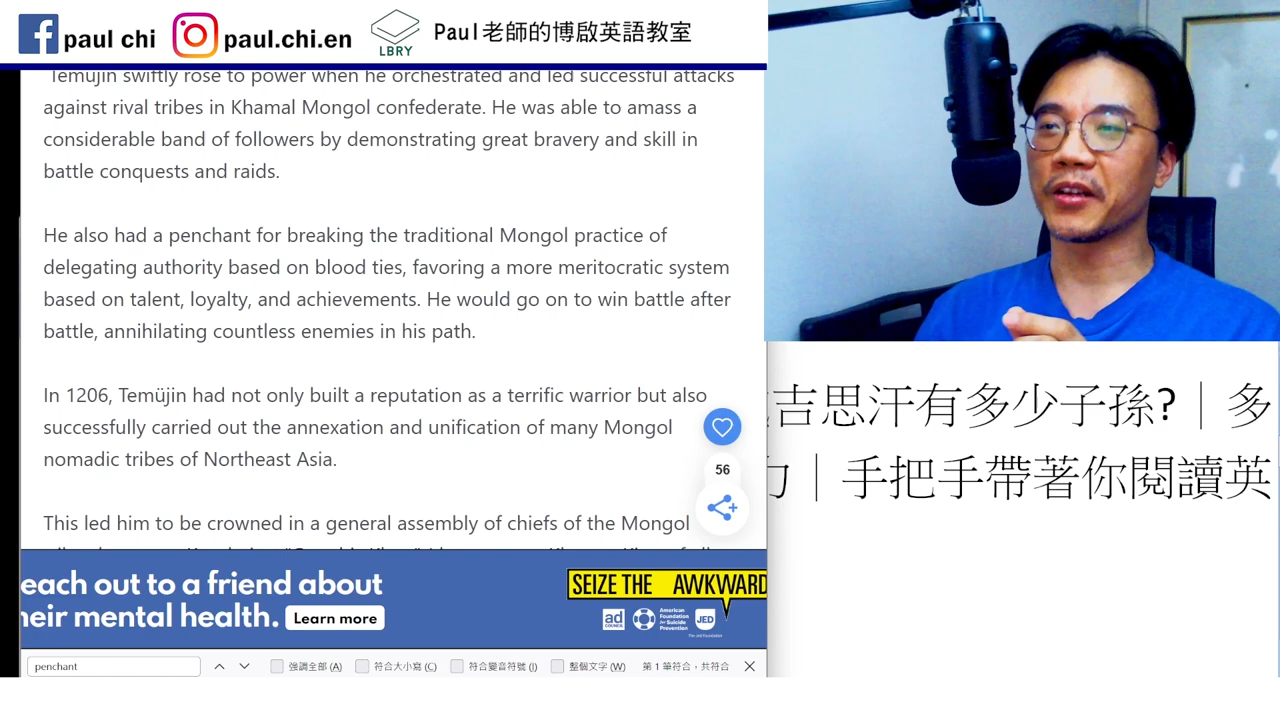 paul chi
paul.chi.en
LBRY
Paul老師的博啟英語教室
Temüjin swiftly rose to power when he orchestrated and led successful attacks
against rival tribes in Khamal Mongol confederate. He was able to amass a
considerable band of followers by demonstrating great bravery and skill in
battle conquests and raids.
He also had a penchant for breaking the traditional Mongol practice of
delegating authority based on blood ties, favoring a more meritocratic system
based on talent, loyalty, and achievements. He would go on to win battle after
battle, annihilating countless enemies in his path.
In 1206, Temüjin had not only built a reputation as a terrific warrior but also
successfully carried out the annexation and unification of many Mongol
nomadic tribes of Northeast Asia.
This led him to be crowned in a general assembly of chiefs of the Mongol
56
吉思汗有多少子孫?｜多
力｜手把手帶著你閱讀英
each out to a friend about
heir mental health. Learn more
SEIZE THE AWKWARD
ad COUNCIL
American Foundation for Suicide Prevention
JED
The Jed Foundation
penchant
強調全部 (A)
符合大小寫 (C)
符合變音符號 (I)
整個文字 (W)
第 1 筆符合，共符合